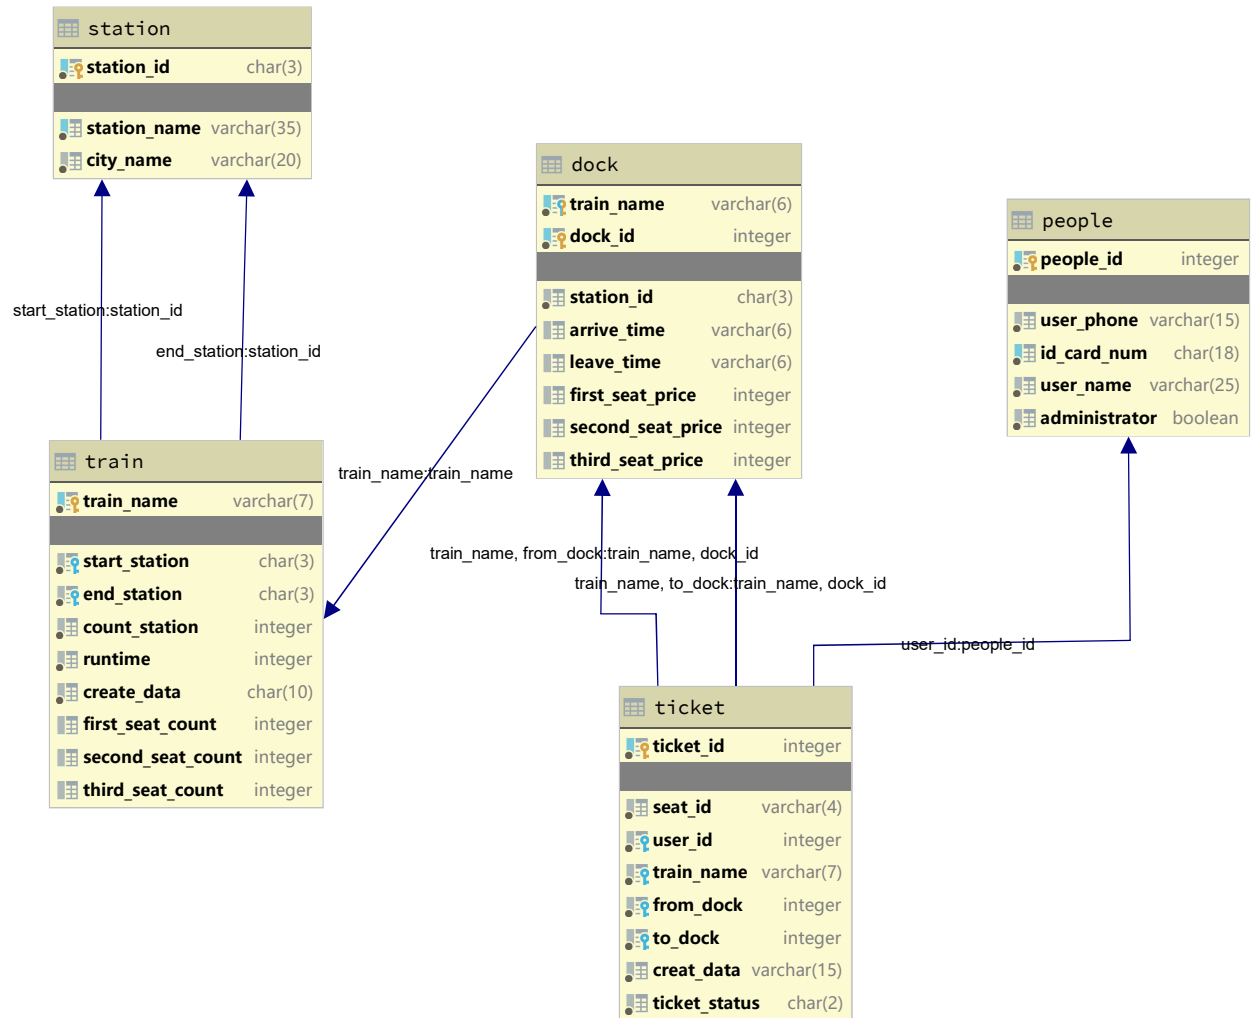 station
station_id char(3)
station_name varchar(35)
city_name varchar(20)
start_station:station_id
end_station:station_id
train
train_name varchar(7)
start_station char(3)
end_station char(3)
count_station integer
runtime integer
create_data char(10)
first_seat_count integer
second_seat_count integer
third_seat_count integer
train_name:train_name
dock
train_name varchar(6)
dock_id integer
station_id char(3)
arrive_time varchar(6)
leave_time varchar(6)
first_seat_price integer
second_seat_price integer
third_seat_price integer
train_name, from_dock:train_name, dock_id
train_name, to_dock:train_name, dock_id
people
people_id integer
user_phone varchar(15)
id_card_num char(18)
user_name varchar(25)
administrator boolean
user_id:people_id
ticket
ticket_id integer
seat_id varchar(4)
user_id integer
train_name varchar(7)
from_dock integer
to_dock integer
creat_data varchar(15)
ticket_status char(2)